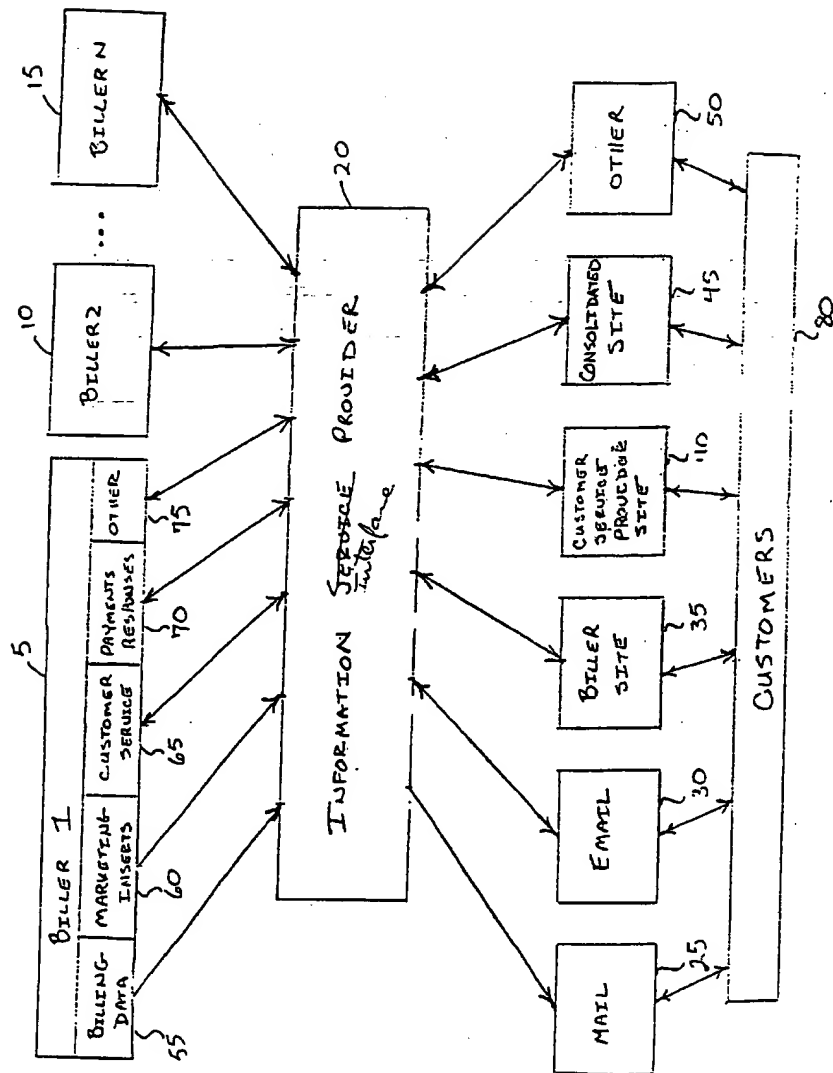 5
10
15
BILLER 1
BILLER 2
...
BILLER N
BILLING DATA
MARKETING INSERTS
CUSTOMER SERVICE
PAYMENTS RESPONSES
OTHER
55
60
65
70
75
20
INFORMATION SERVICE PROVIDER
interface
MAIL
EMAIL
BILLER SITE
CUSTOMER SERVICE PROVIDER SITE
CONSOLIDATED SITE
OTHER
25
30
35
40
45
50
CUSTOMERS
80